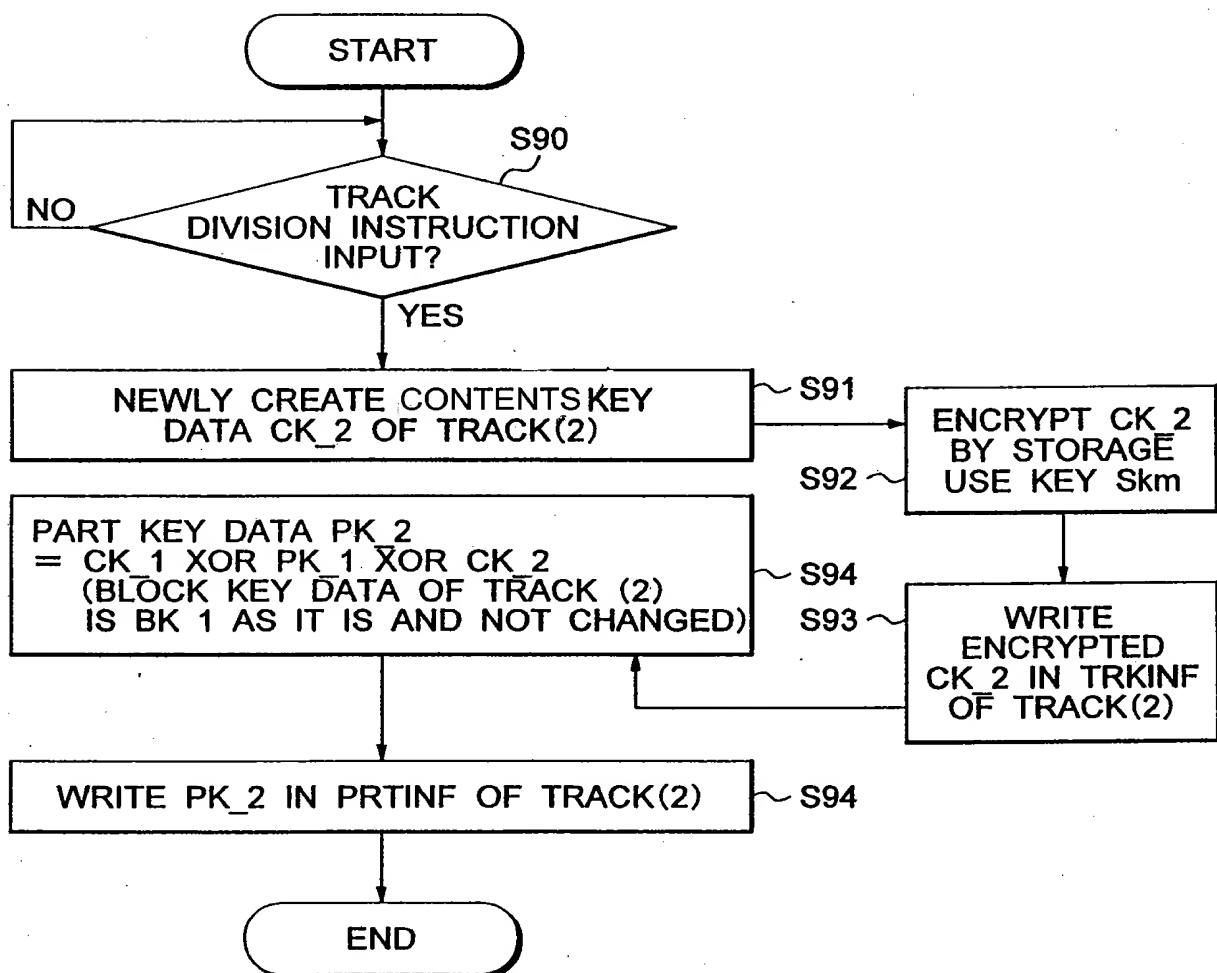 START
S90
TRACK
DIVISION INSTRUCTION
INPUT?
NO
YES
NEWLY CREATE CONTENTS KEY
DATA CK_2 OF TRACK(2)
S91
ENCRYPT CK_2
BY STORAGE
USE KEY Skm
S92
WRITE
ENCRYPTED
CK_2 IN TRKINF
OF TRACK(2)
S93
PART KEY DATA PK_2
= CK_1 XOR PK_1 XOR CK_2
(BLOCK KEY DATA OF TRACK (2)
IS BK 1 AS IT IS AND NOT CHANGED)
S94
WRITE PK_2 IN PRTINF OF TRACK(2)
S94
END